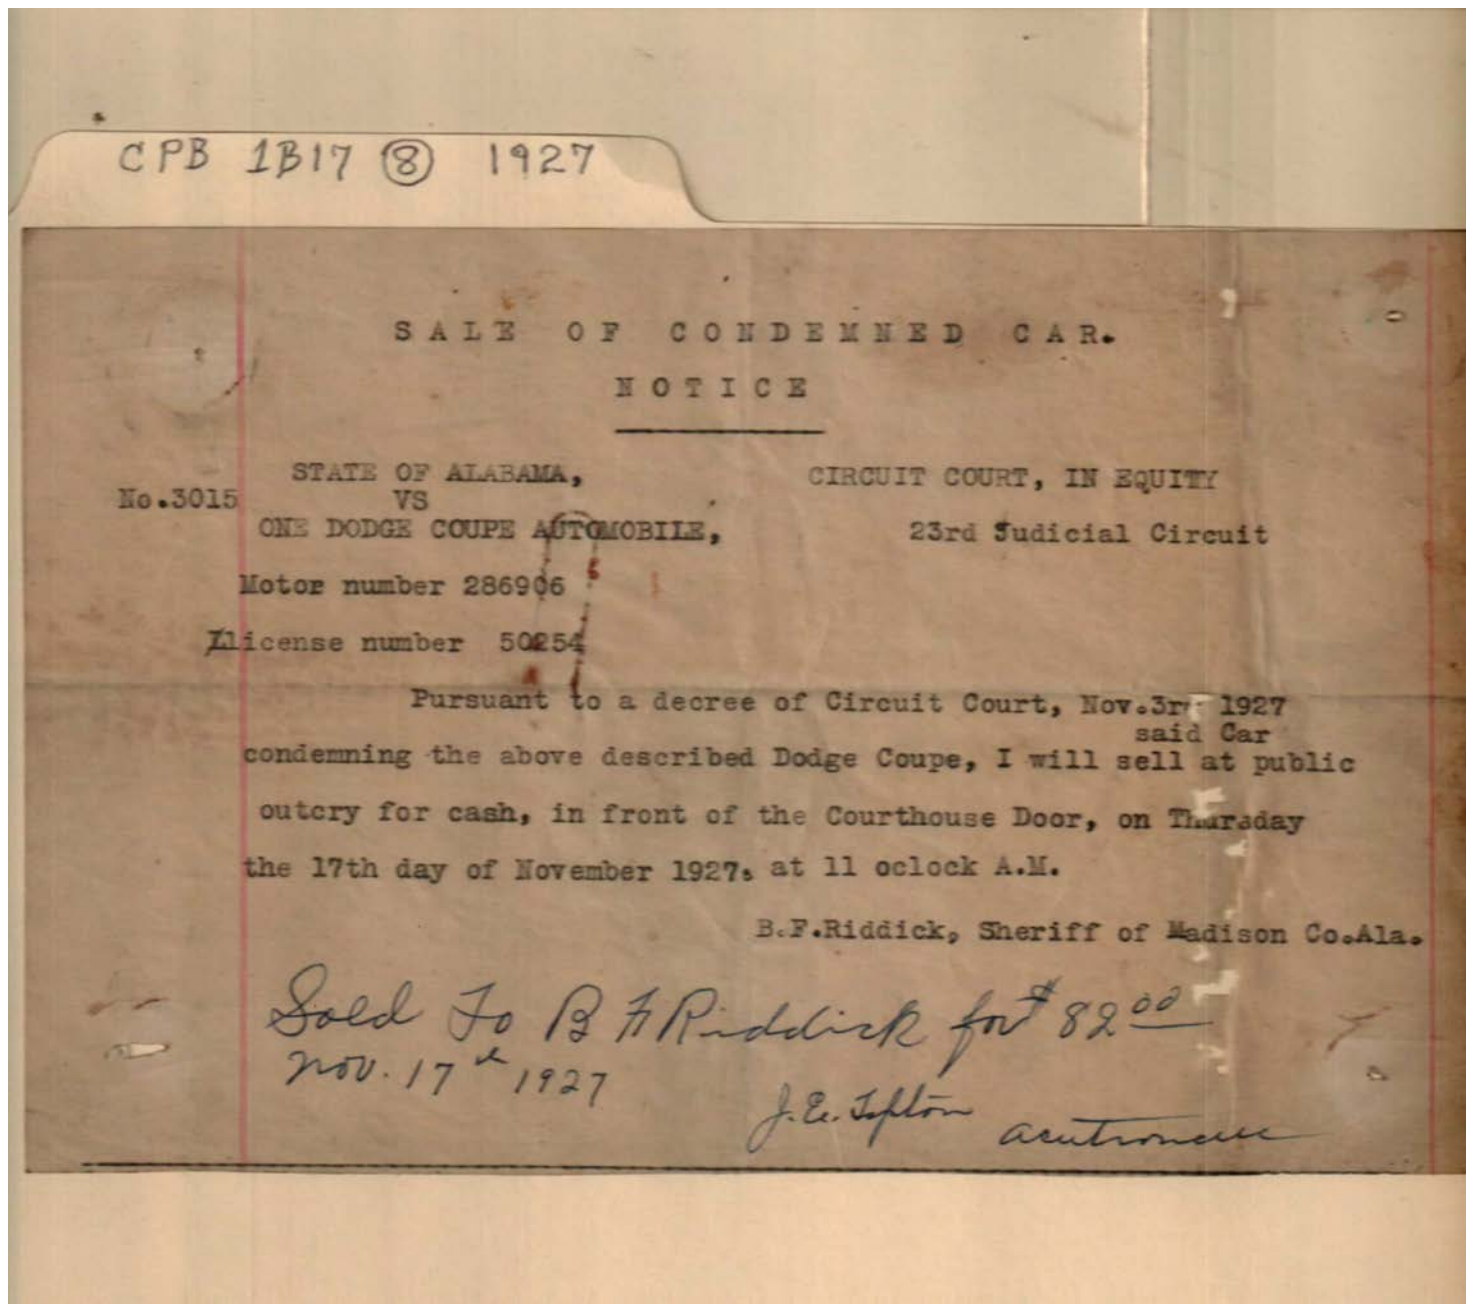 CPB 1B17 8 1927
SALE OF CONDEMNED CAR.
NOTICE
STATE OF ALABAMA, CIRCUIT COURT, IN EQUITY
No.3015 VS
ONE DODGE COUPE AUTOMOBILE, 23rd Judicial Circuit
Motor number 286906
license number 50254
Pursuant to a decree of Circuit Court, Nov.3rd 1927
said Car
condemning the above described Dodge Coupe, I will sell at public
outcry for cash, in front of the Courthouse Door, on Thursday
the 17th day of November 1927. at 11 oclock A.M.
B.F.Riddick, Sheriff of Madison Co.Ala.
Sold To B F Riddick for $82 00
Nov. 17th 1927
J. E.